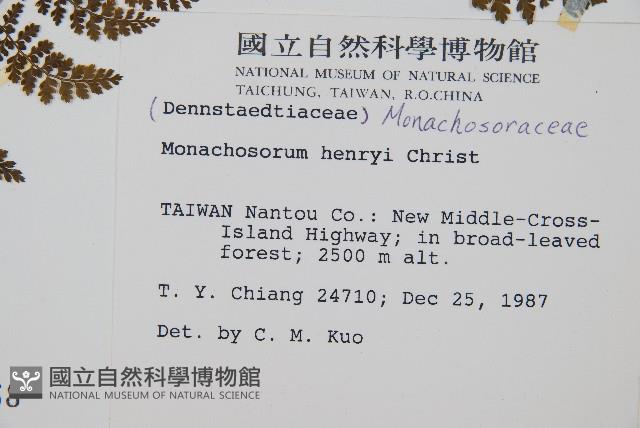 國立自然科學博物館
NATIONAL MUSEUM OF NATURAL SCIENCE
TAICHUNG, TAIWAN, R.O.CHINA
(Dennstaedtiaceae) Monachosoraceae
Monachosorum henryi Christ
TAIWAN Nantou Co.: New Middle-Cross-
Island Highway; in broad-leaved
forest; 2500 m alt.
T. Y. Chiang 24710; Dec 25, 1987
Det. by C. M. Kuo
國立自然科學博物館
NATIONAL MUSEUM OF NATURAL SCIENCE